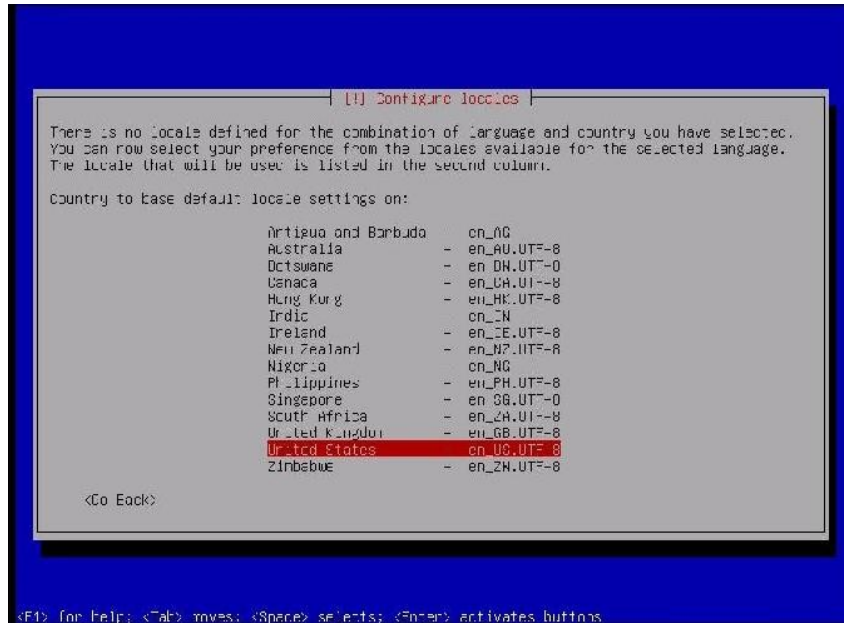 [!] Configure locales
There is no locale defined for the combination of language and country you have selected.
You can now select your preference from the locales available for the selected language.
The locale that will be used is listed in the second column.
Country to base default locale settings on:
Antigua and Barbuda - en_AG
Australia - en_AU.UTF-8
Botswana - en_BW.UTF-8
Canada - en_CA.UTF-8
Hong Kong - en_HK.UTF-8
India - en_IN
Ireland - en_IE.UTF-8
New Zealand - en_NZ.UTF-8
Nigeria - en_NG
Philippines - en_PH.UTF-8
Singapore - en_SG.UTF-8
South Africa - en_ZA.UTF-8
United Kingdom - en_GB.UTF-8
United States - en_US.UTF-8
Zimbabwe - en_ZW.UTF-8
<Go Back>
<F1> for help; <Tab> moves; <Space> selects; <Enter> activates buttons